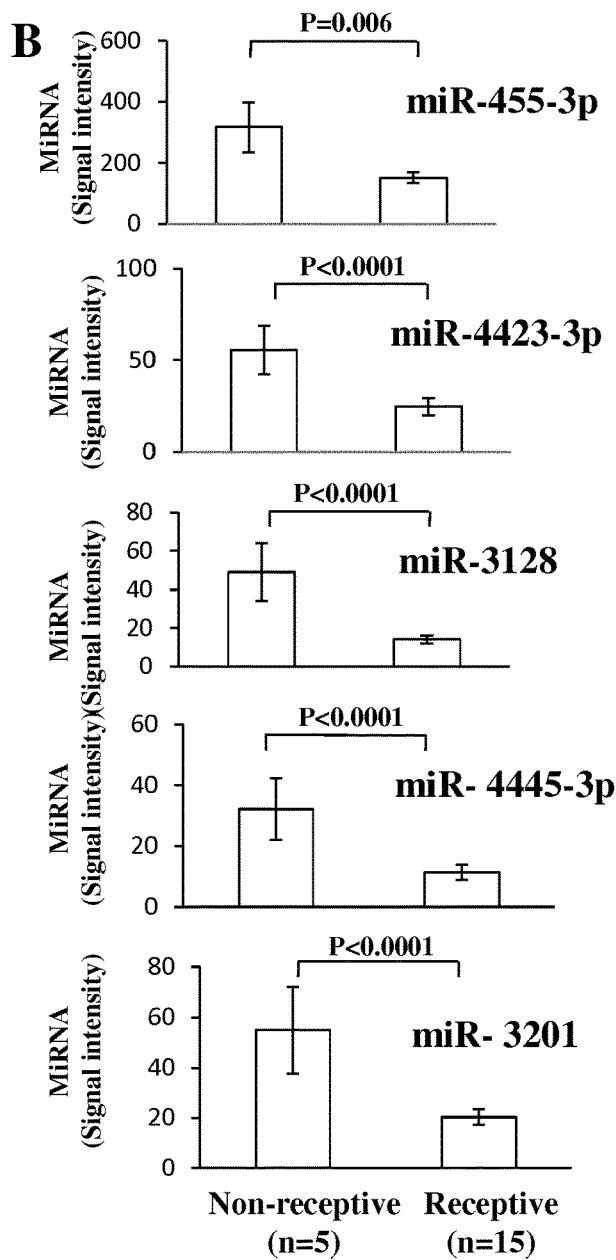 B
P=0.006
miR-455-3p
MiRNA
(Signal intensity)
600
400
200
0
P<0.0001
miR-4423-3p
MiRNA
(Signal intensity)
100
50
0
P<0.0001
miR-3128
MiRNA
(Signal intensity)
80
60
40
20
0
P<0.0001
miR- 4445-3p
MiRNA
(Signal intensity)
60
40
20
0
P<0.0001
miR- 3201
MiRNA
(Signal intensity)
80
60
40
20
0
Non-receptive Receptive
(n=5) (n=15)